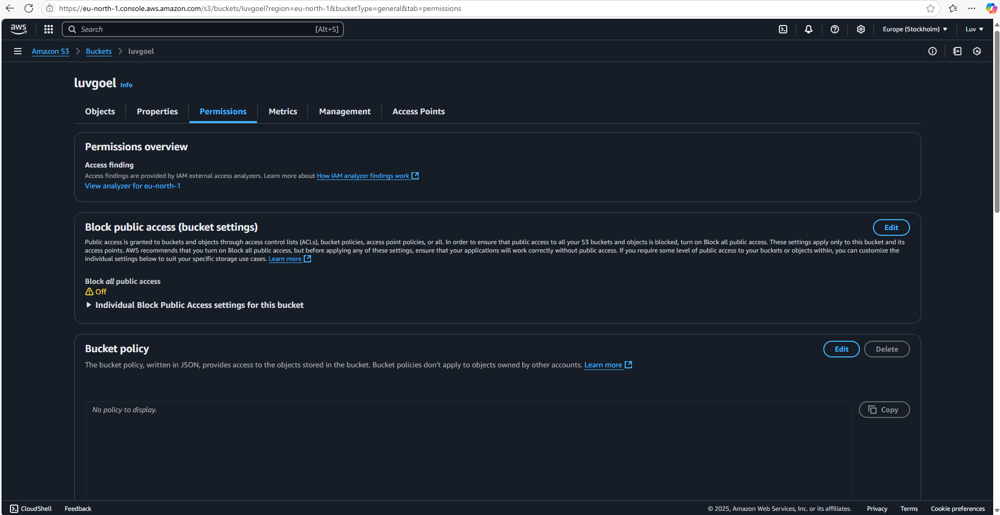 https://eu-north-1.console.aws.amazon.com/s3/buckets/luvgoel?region=eu-north-1&bucketType=general&tab=permissions
aws Search [Alt+S] Europe (Stockholm) Luv
Amazon S3 Buckets luvgoel
luvgoel Info
Objects Properties Permissions Metrics Management Access Points
Permissions overview
Access finding
Access findings are provided by IAM external access analyzers. Learn more about How IAM analyzer findings work
View analyzer for eu-north-1
Block public access (bucket settings) Edit
Public access is granted to buckets and objects through access control lists (ACLs), bucket policies, access point policies, or all. In order to ensure that public access to all your S3 buckets and objects is blocked, turn on Block all public access. These settings apply only to this bucket and its
access points. AWS recommends that you turn on Block all public access, but before applying any of these settings, ensure that your applications will work correctly without public access. If you require some level of public access to your buckets or objects within, you can customize the
individual settings below to suit your specific storage use cases. Learn more
Block all public access
Off
Individual Block Public Access settings for this bucket
Bucket policy Edit Delete
The bucket policy, written in JSON, provides access to the objects stored in the bucket. Bucket policies don't apply to objects owned by other accounts. Learn more
No policy to display. Copy
CloudShell Feedback © 2025, Amazon Web Services, Inc. or its affiliates. Privacy Terms Cookie preferences